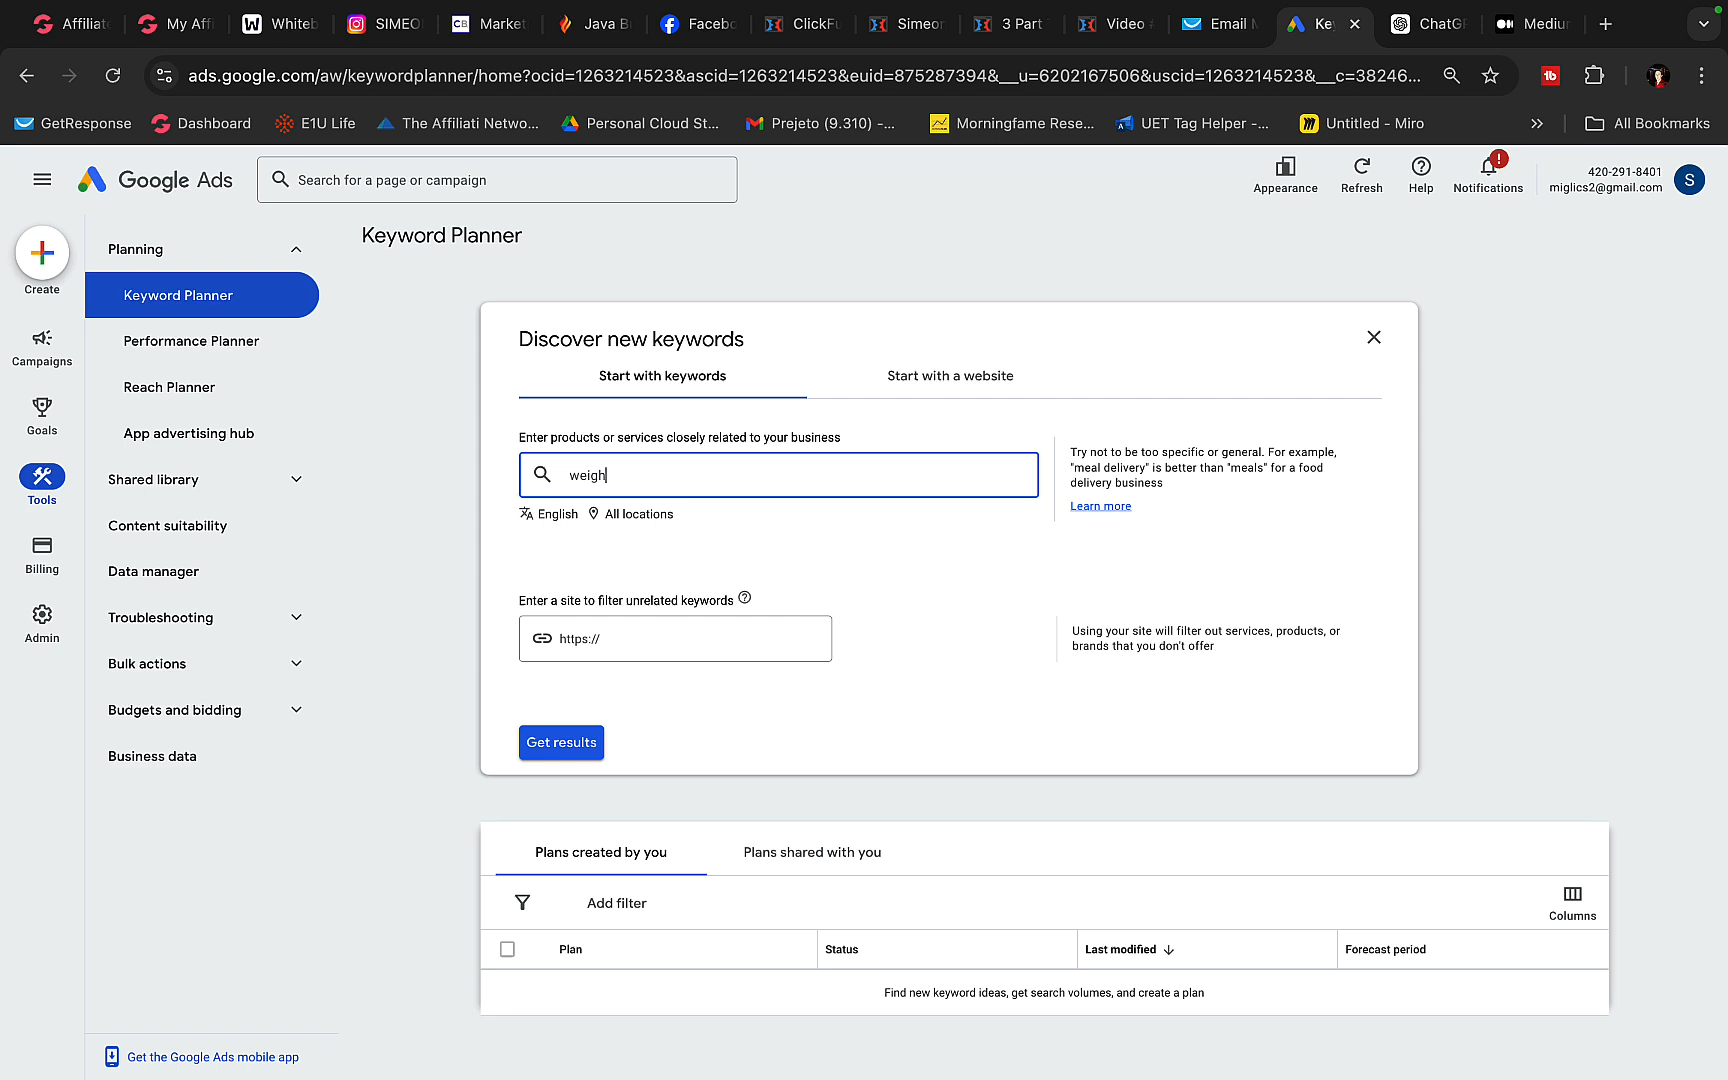 Affiliat
My Affi
Whiteb
SIMEO
Market
Java B
Facebo
ClickFu
Simeor
3 Part
Video
Email
Key
ChatG
Mediu
ads.google.com/aw/keywordplanner/home?ocid=1263214523&ascid=1263214523&euid=875287394&__u=6202167506&uscid=1263214523&__c=38246...
GetResponse
Dashboard
E1U Life
The Affiliati Netwo...
Personal Cloud St...
Prejeto (9.310) -...
Morningfame Rese...
UET Tag Helper -...
Untitled - Miro
All Bookmarks
Google Ads
Search for a page or campaign
Appearance
Refresh
Help
Notifications
420-291-8401
miglics2@gmail.com
S
Create
Campaigns
Goals
Tools
Billing
Admin
Planning
Keyword Planner
Performance Planner
Reach Planner
App advertising hub
Shared library
Content suitability
Data manager
Troubleshooting
Bulk actions
Budgets and bidding
Business data
Get the Google Ads mobile app
Keyword Planner
Discover new keywords
Start with keywords
Start with a website
Enter products or services closely related to your business
weigh
English
All locations
Try not to be too specific or general. For example,
"meal delivery" is better than "meals" for a food
delivery business
Learn more
Enter a site to filter unrelated keywords
https://
Using your site will filter out services, products, or
brands that you don't offer
Get results
Plans created by you
Plans shared with you
Add filter
Columns
Plan
Status
Last modified
Forecast period
Find new keyword ideas, get search volumes, and create a plan